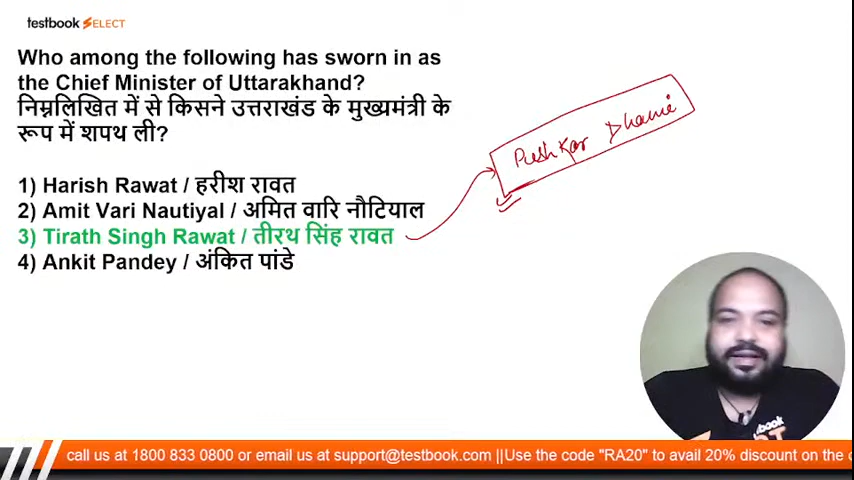 testbook SELECT
Who among the following has sworn in as
the Chief Minister of Uttarakhand?
निम्नलिखित में से किसने उत्तराखंड के मुख्यमंत्री के
रूप में शपथ ली?
1) Harish Rawat / हरीश रावत
2) Amit Vari Nautiyal / अमित वारि नौटियाल
3) Tirath Singh Rawat / तीरथ सिंह रावत
4) Ankit Pandey / अंकित पांडे
Pushkar Dhami
testbook
call us at 1800 833 0800 or email us at support@testbook.com ||Use the code "RA20" to avail 20% discount on the c